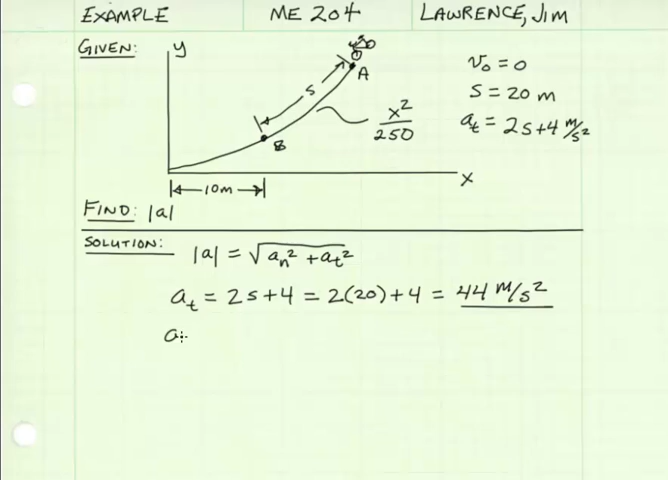 EXAMPLE ME 204 LAWRENCE, JIM
GIVEN:
y
A
s
B
x²/250
10m
x
v₀ = 0
s = 20 m
aₜ = 2s+4 m/s²
FIND: |a|
SOLUTION: |a| = √(aₙ² + aₜ²)
aₜ = 2s+4 = 2(20)+4 = 44 m/s²
a